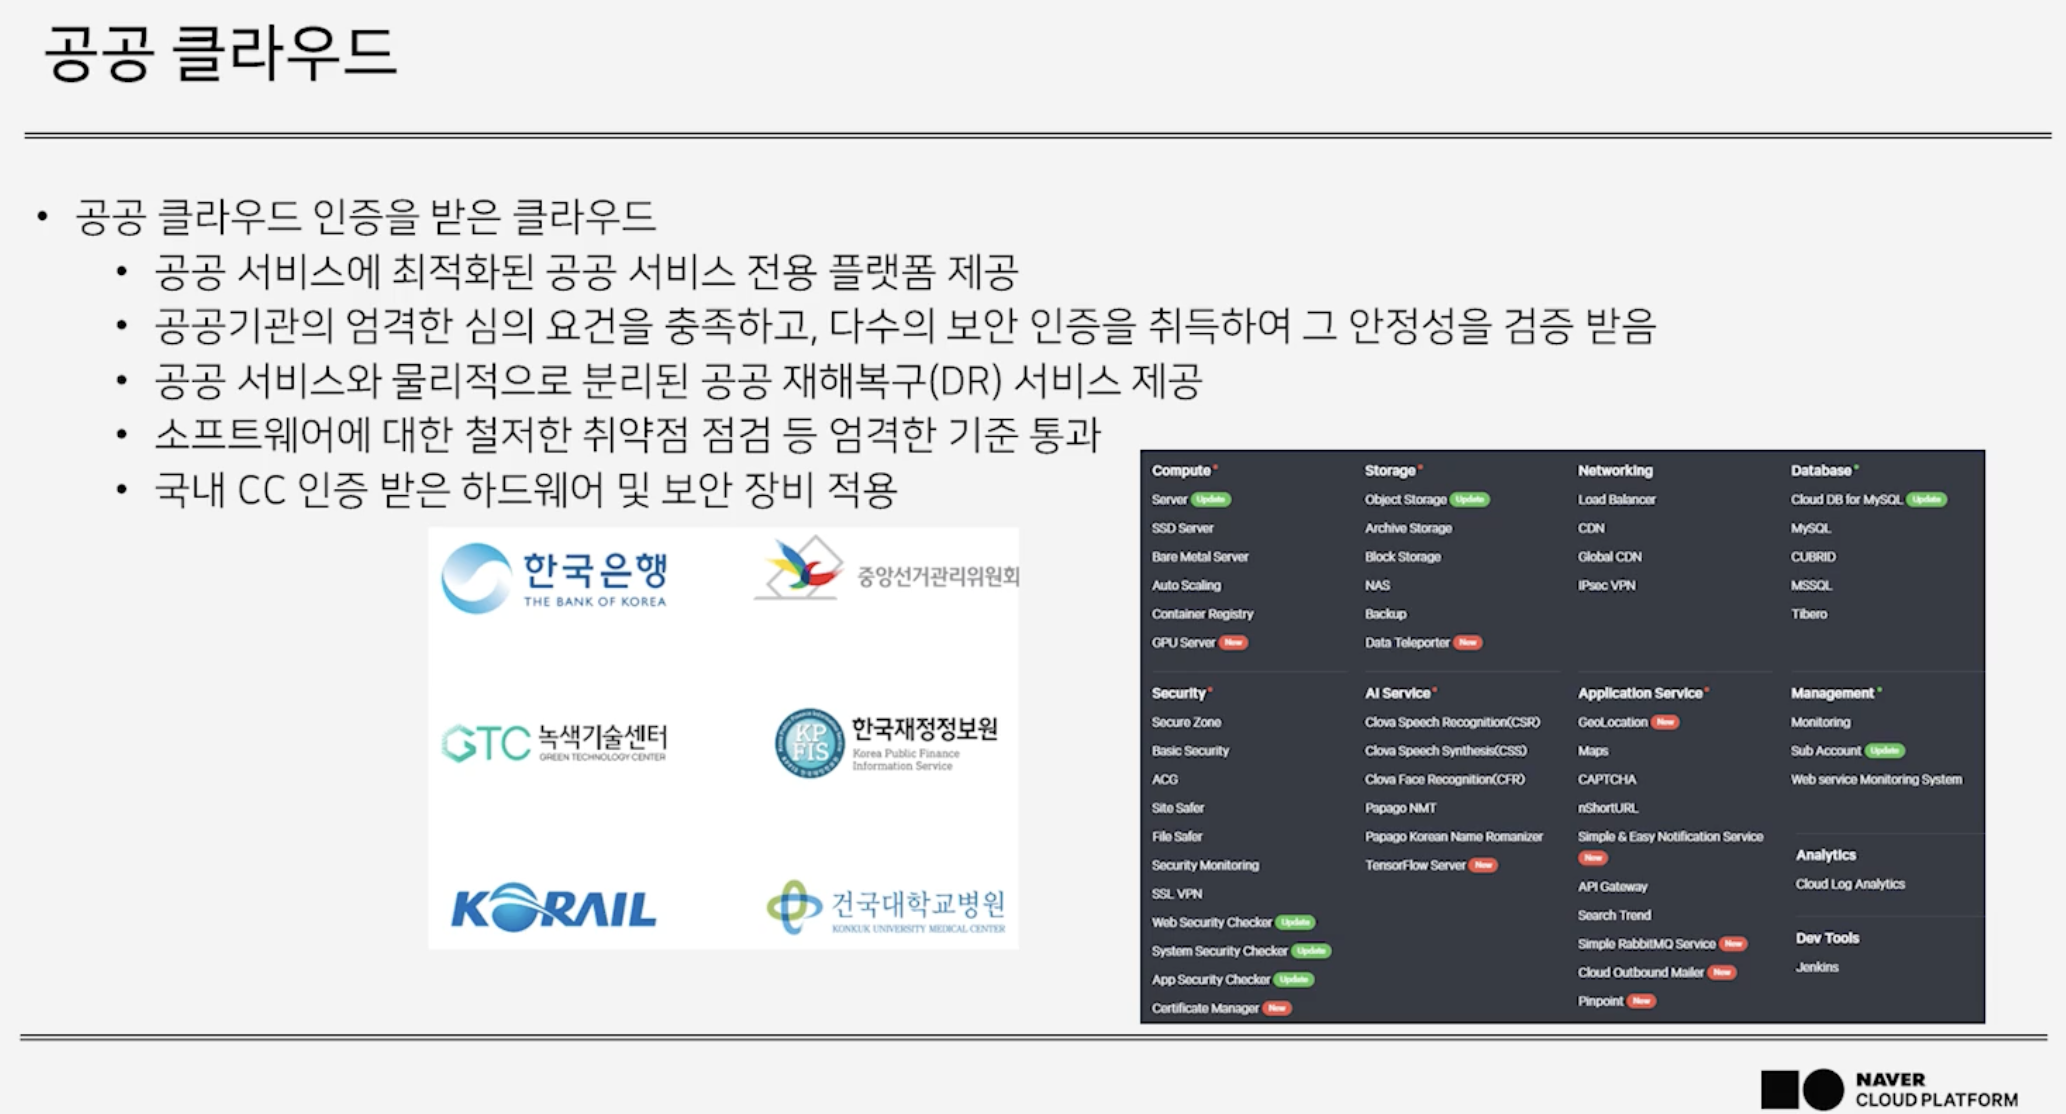 공공 클라우드
• 공공 클라우드 인증을 받은 클라우드
• 공공 서비스에 최적화된 공공 서비스 전용 플랫폼 제공
• 공공기관의 엄격한 심의 요건을 충족하고, 다수의 보안 인증을 취득하여 그 안정성을 검증 받음
• 공공 서비스와 물리적으로 분리된 공공 재해복구(DR) 서비스 제공
• 소프트웨어에 대한 철저한 취약점 점검 등 엄격한 기준 통과
• 국내 CC 인증 받은 하드웨어 및 보안 장비 적용
한국은행
THE BANK OF KOREA
중앙선거관리위원회
GTC 녹색기술센터
GREEN TECHNOLOGY CENTER
KPFIS
한국재정정보원
Korea Public Finance
Information Service
KORAIL
건국대학교병원
KONKUK UNIVERSITY MEDICAL CENTER
Compute
Server Update
SSD Server
Bare Metal Server
Auto Scaling
Container Registry
GPU Server New
Storage
Object Storage Update
Archive Storage
Block Storage
NAS
Backup
Data Teleporter New
Networking
Load Balancer
CDN
Global CDN
IPsec VPN
Database
Cloud DB for MySQL Update
MySQL
CUBRID
MSSQL
Tibero
Security
Secure Zone
Basic Security
ACG
Site Safer
File Safer
Security Monitoring
SSL VPN
Web Security Checker Update
System Security Checker Update
App Security Checker Update
Certificate Manager New
AI Service
Clova Speech Recognition(CSR)
Clova Speech Synthesis(CSS)
Clova Face Recognition(CFR)
Papago NMT
Papago Korean Name Romanizer
TensorFlow Server New
Application Service
GeoLocation New
Maps
CAPTCHA
nShortURL
Simple & Easy Notification Service
New
API Gateway
Search Trend
Simple RabbitMQ Service New
Cloud Outbound Mailer New
Pinpoint New
Management
Monitoring
Sub Account Update
Web service Monitoring System
Analytics
Cloud Log Analytics
Dev Tools
Jenkins
NAVER
CLOUD PLATFORM